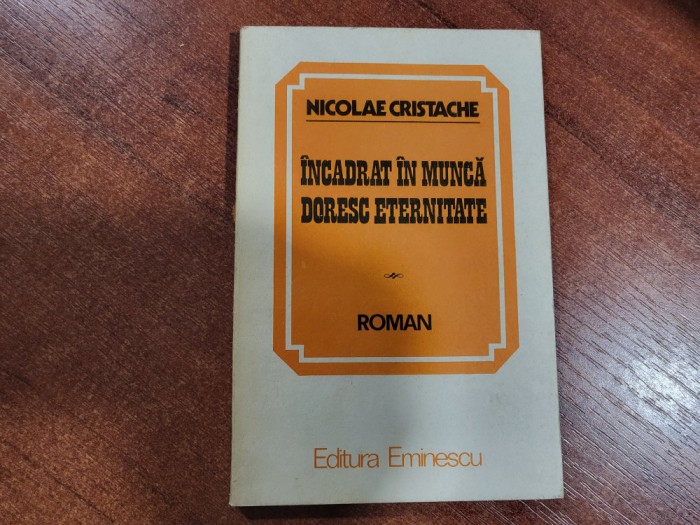 NICOLAE CRISTACHE
ÎNCADRAT ÎN MUNCĂ
DORESC ETERNITATE
ROMAN
Editura Eminescu